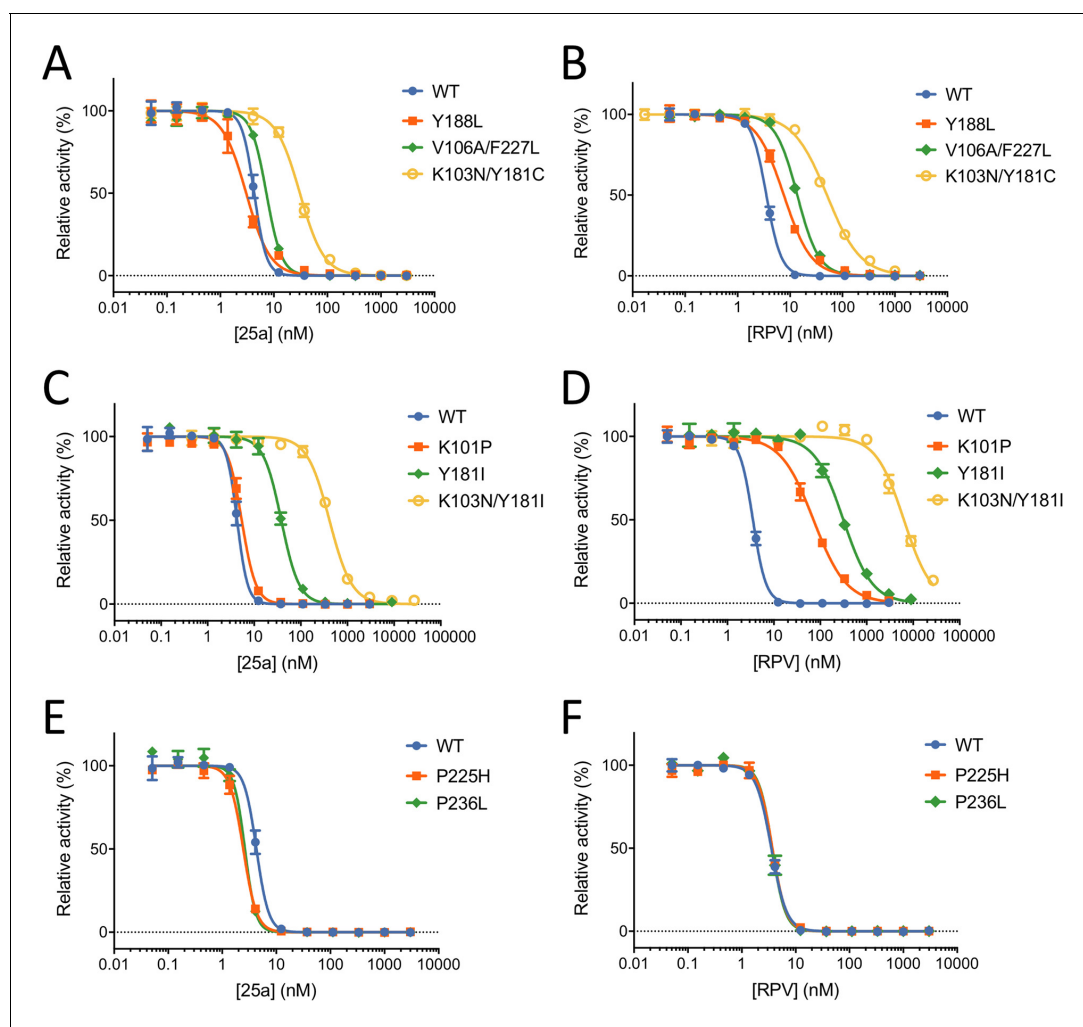 A
Relative activity (%)
100
50
0
0.01 0.1 1 10 100 1000 10000
[25a] (nM)
WT
Y188L
V106A/F227L
K103N/Y181C
B
Relative activity (%)
100
50
0
0.01 0.1 1 10 100 1000 10000
[RPV] (nM)
WT
Y188L
V106A/F227L
K103N/Y181C
C
Relative activity (%)
100
50
0
0.01 0.1 1 10 100 1000 10000 100000
[25a] (nM)
WT
K101P
Y181I
K103N/Y181I
D
Relative activity (%)
100
50
0
0.01 0.1 1 10 100 1000 10000 100000
[RPV] (nM)
WT
K101P
Y181I
K103N/Y181I
E
Relative activity (%)
100
50
0
0.01 0.1 1 10 100 1000 10000
[25a] (nM)
WT
P225H
P236L
F
Relative activity (%)
100
50
0
0.01 0.1 1 10 100 1000 10000
[RPV] (nM)
WT
P225H
P236L